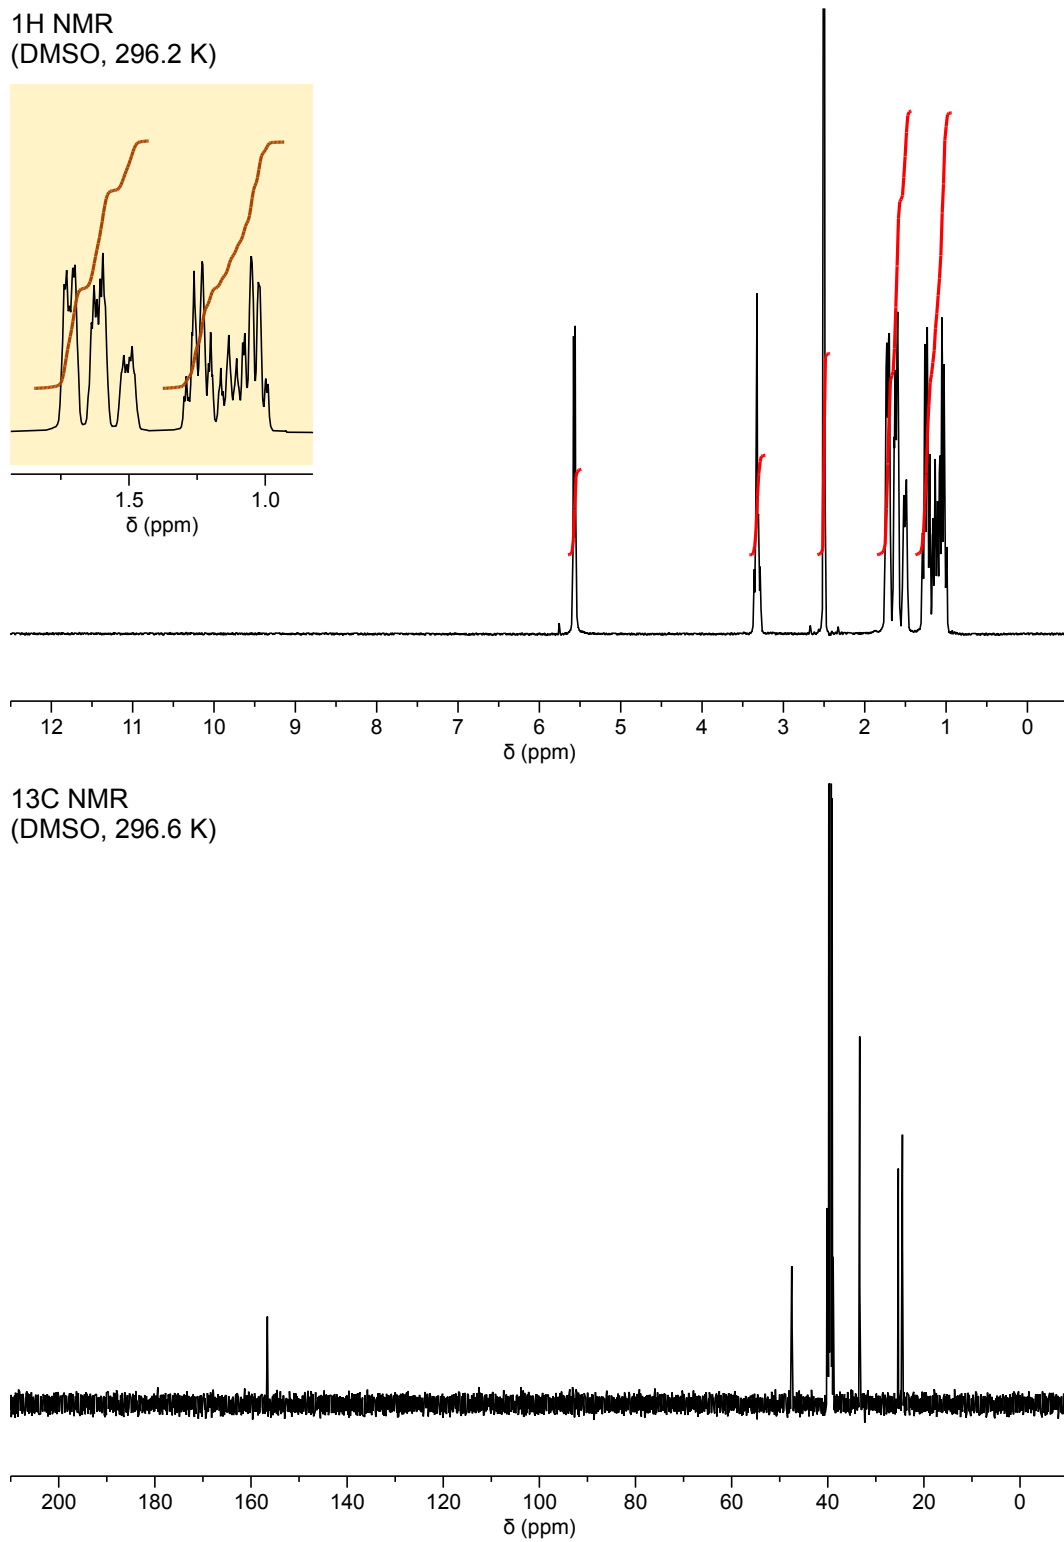 1H NMR
(DMSO, 296.2 K)
1.5 1.0
δ (ppm)
12 11 10 9 8 7 6 5 4 3 2 1 0
δ (ppm)
13C NMR
(DMSO, 296.6 K)
200 180 160 140 120 100 80 60 40 20 0
δ (ppm)